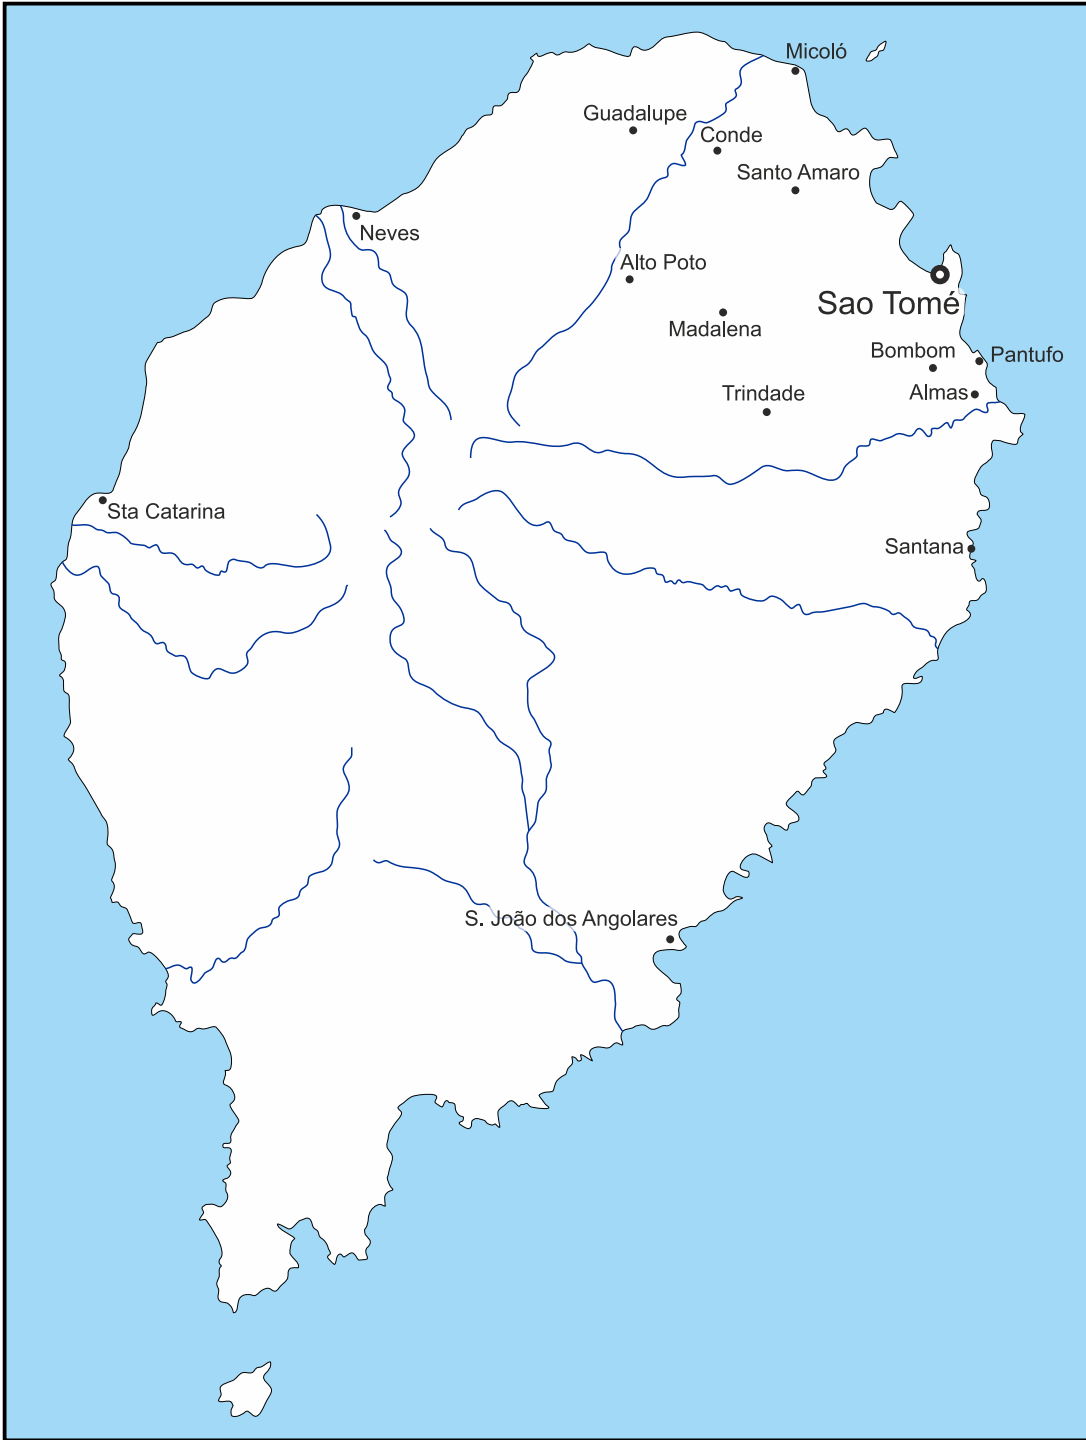 Micoló
Guadalupe
Conde
Santo Amaro
Neves
Alto Poto
Sao Tomé
Madalena
Bombom
Pantufo
Trindade
Almas
Sta Catarina
Santana
S. João dos Angolares